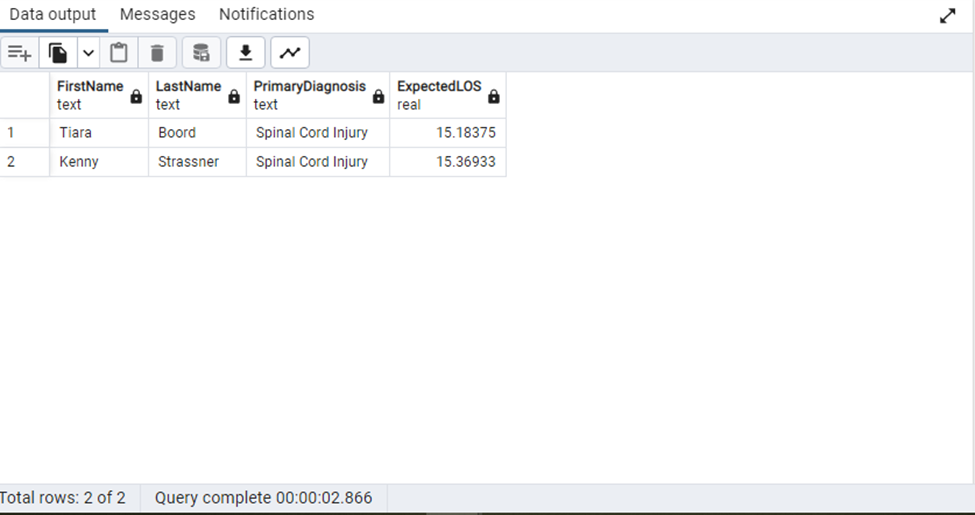 Data output Messages Notifications
FirstName LastName PrimaryDiagnosis ExpectedLOS
text text text real
1 Tiara Boord Spinal Cord Injury 15.18375
2 Kenny Strassner Spinal Cord Injury 15.36933
Total rows: 2 of 2 Query complete 00:00:02.866